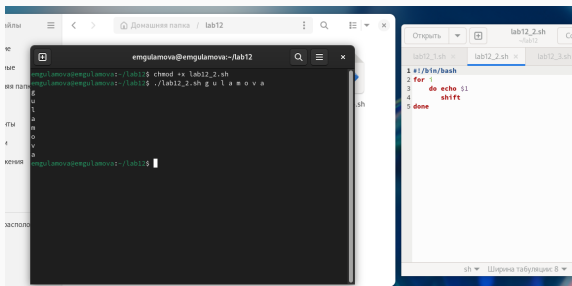 йлы
Домашняя папка / lab12
ые
emgulamova@emgulamova:~/lab12
emgulamova@emgulamova:~/lab12$ chmod +x lab12_2.sh
emgulamova@emgulamova:~/lab12$ ./lab12_2.sh g u l a m o v a
g
u
l
a
m
o
v
a
emgulamova@emgulamova:~/lab12$
.sh
нты
жения
располо
Открыть
lab12_2.sh
~/lab12
Со
lab12_1.sh ×
lab12_2.sh ×
lab12_3.sh
1 #!/bin/bash
2 for i
3 do echo $1
4 shift
5 done
sh
Ширина табуляции: 8